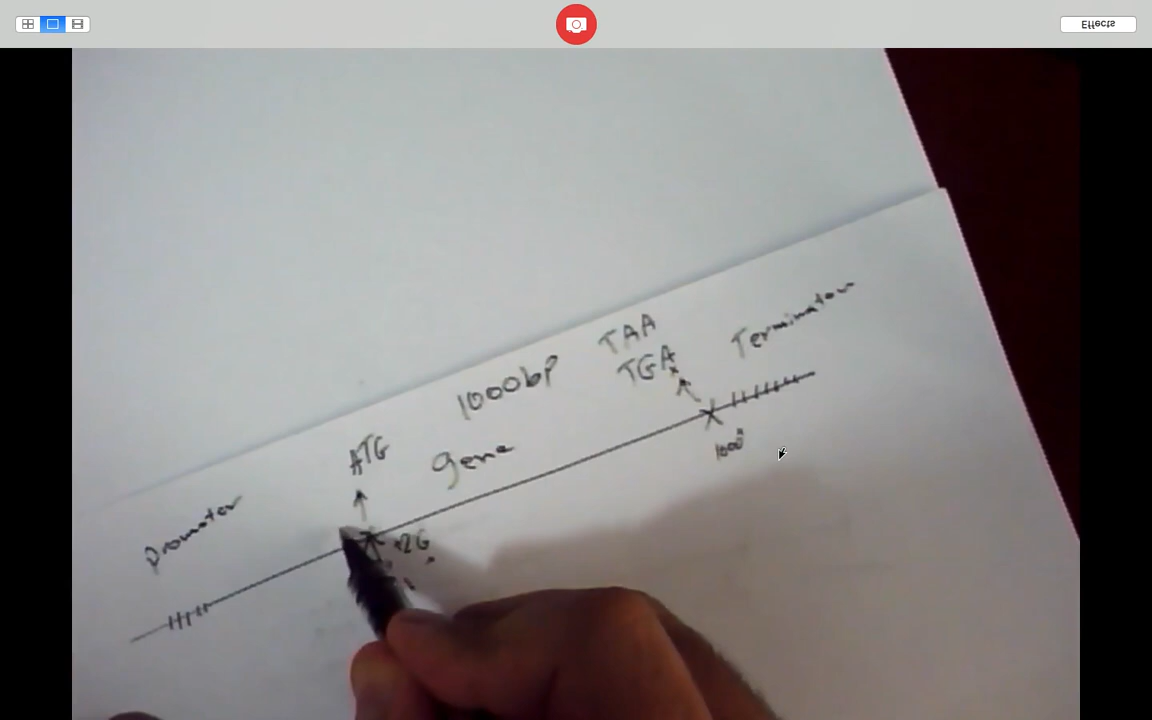 Effects
TAA
Terminator
1000bp
TGA
ATG
gene
1000
Promoter